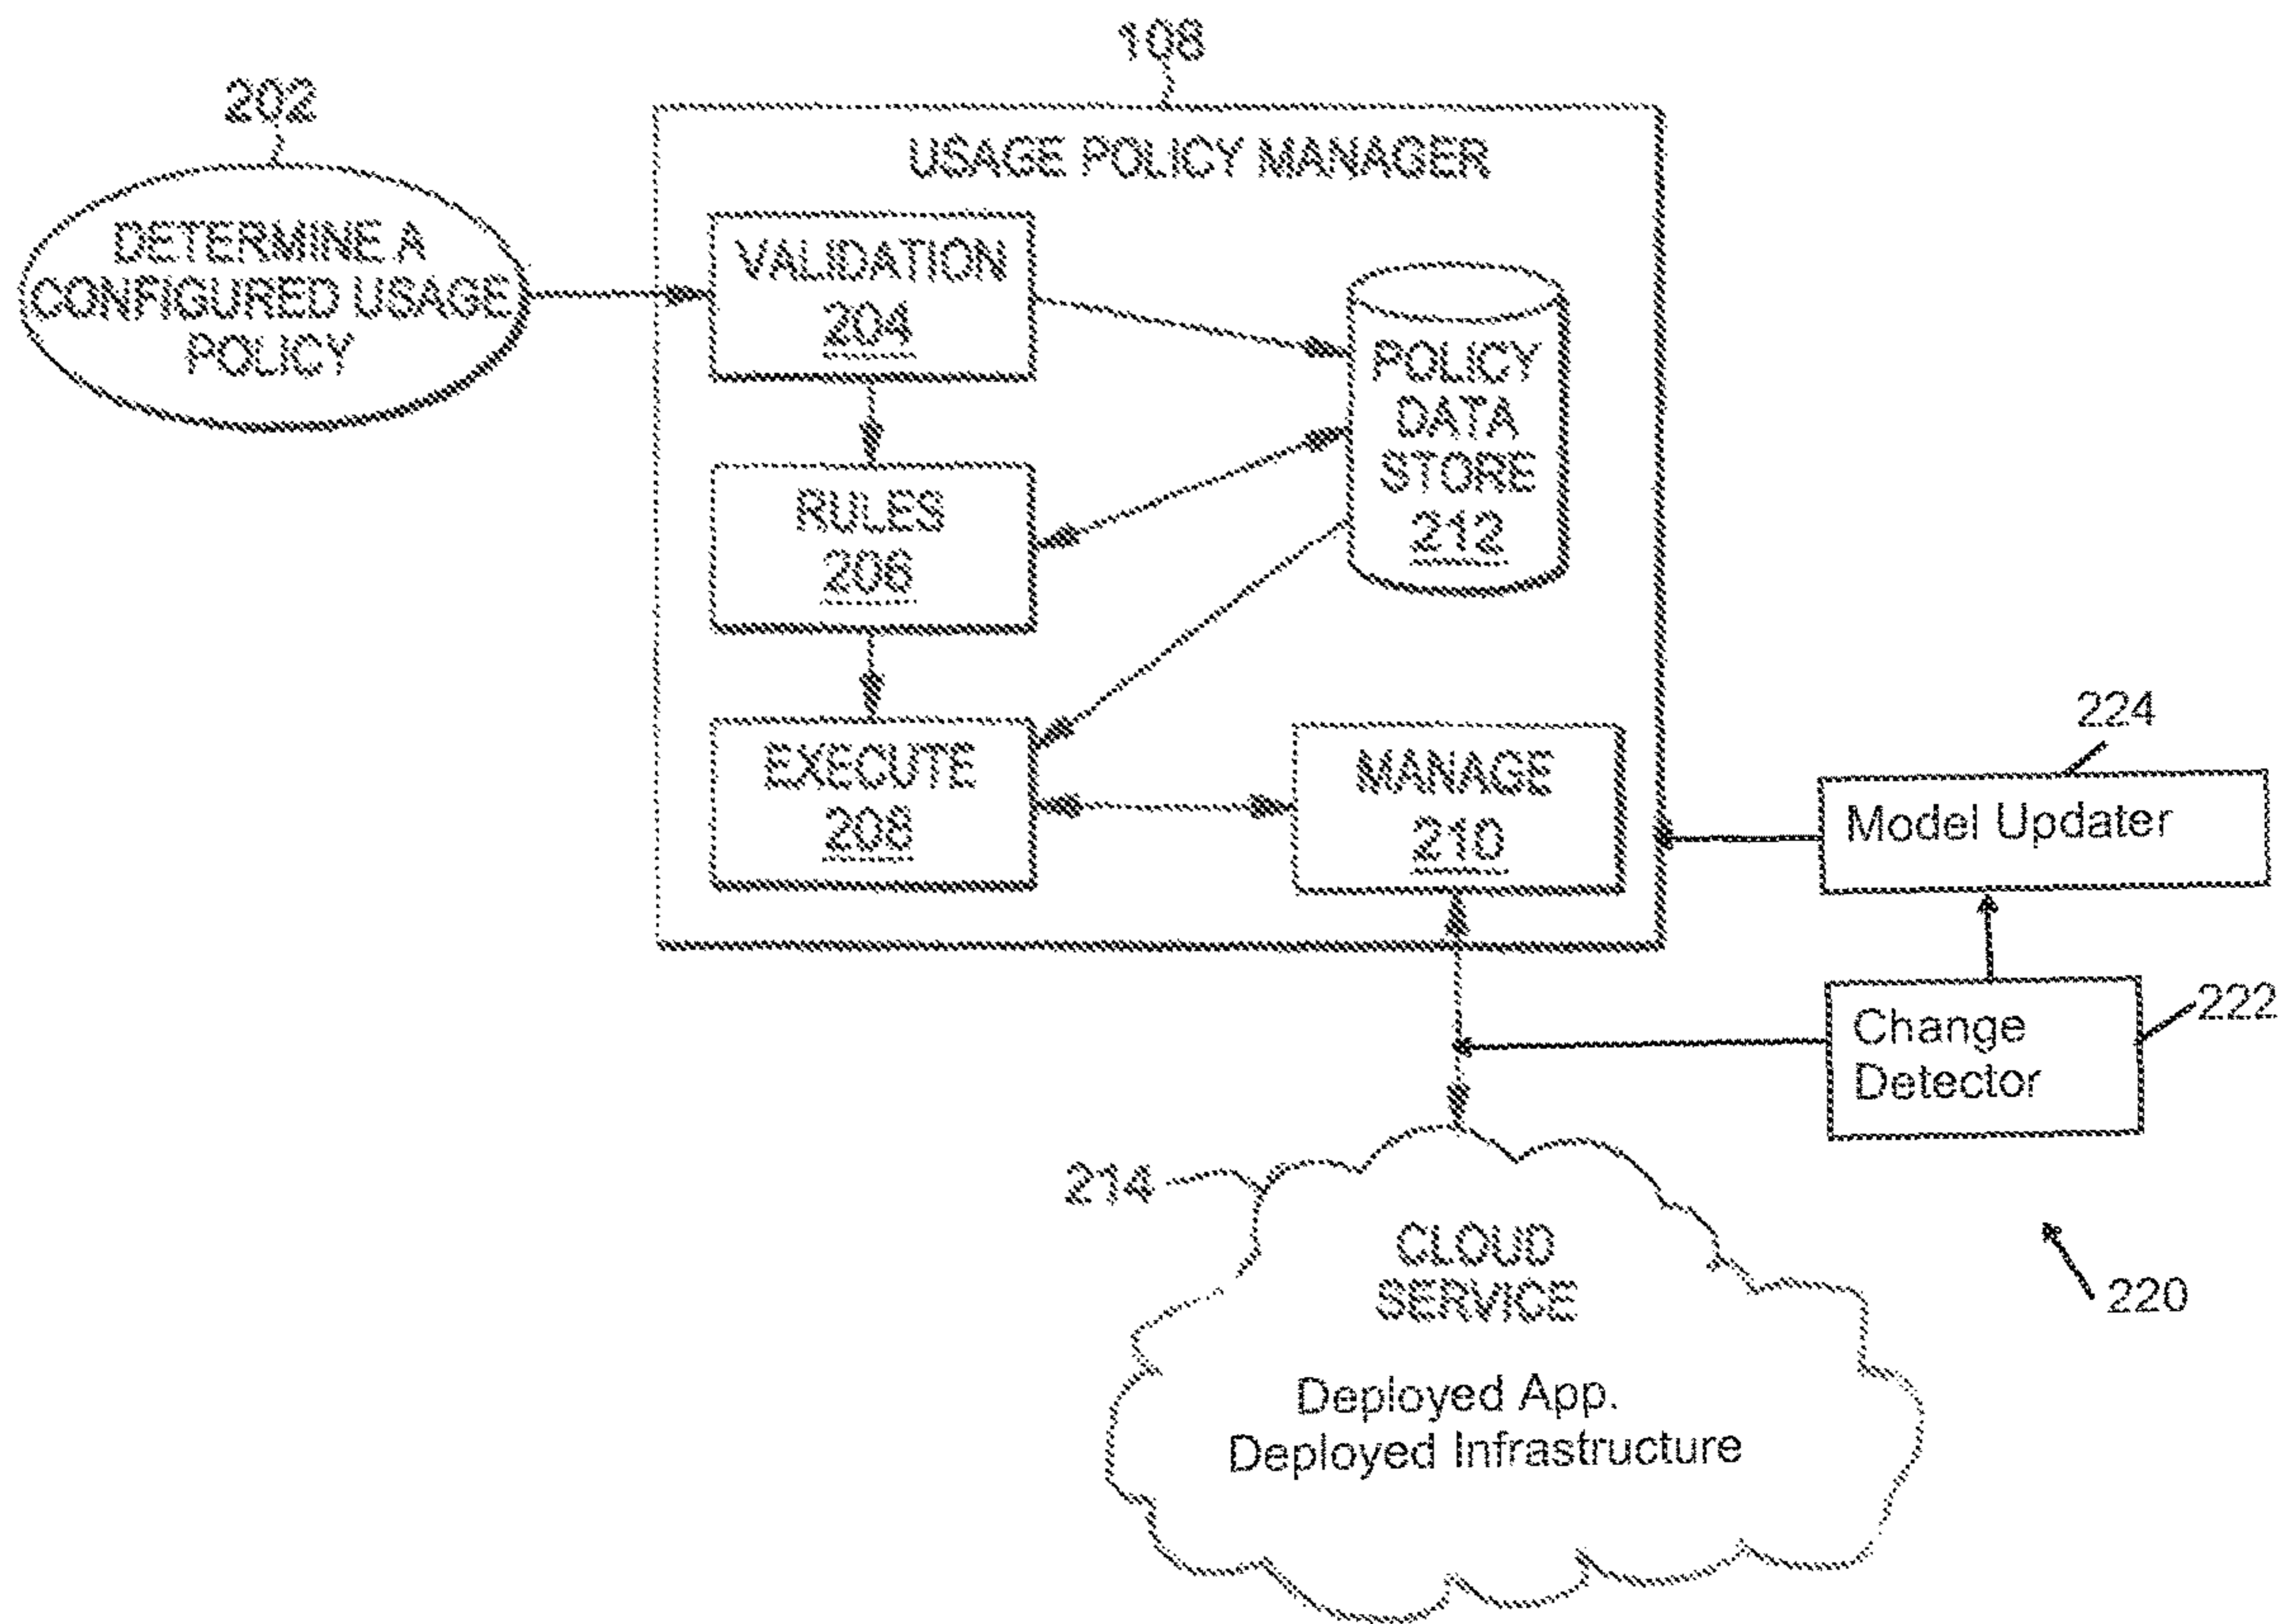 108
202
USAGE POLICY MANAGER
DETERMINE A
CONFIGURED USAGE
POLICY
VALIDATION
204
POLICY
DATA
STORE
212
RULES
206
EXECUTE
208
MANAGE
210
224
Model Updater
222
Change
Detector
214
CLOUD
SERVICE
Deployed App.
Deployed Infrastructure
220